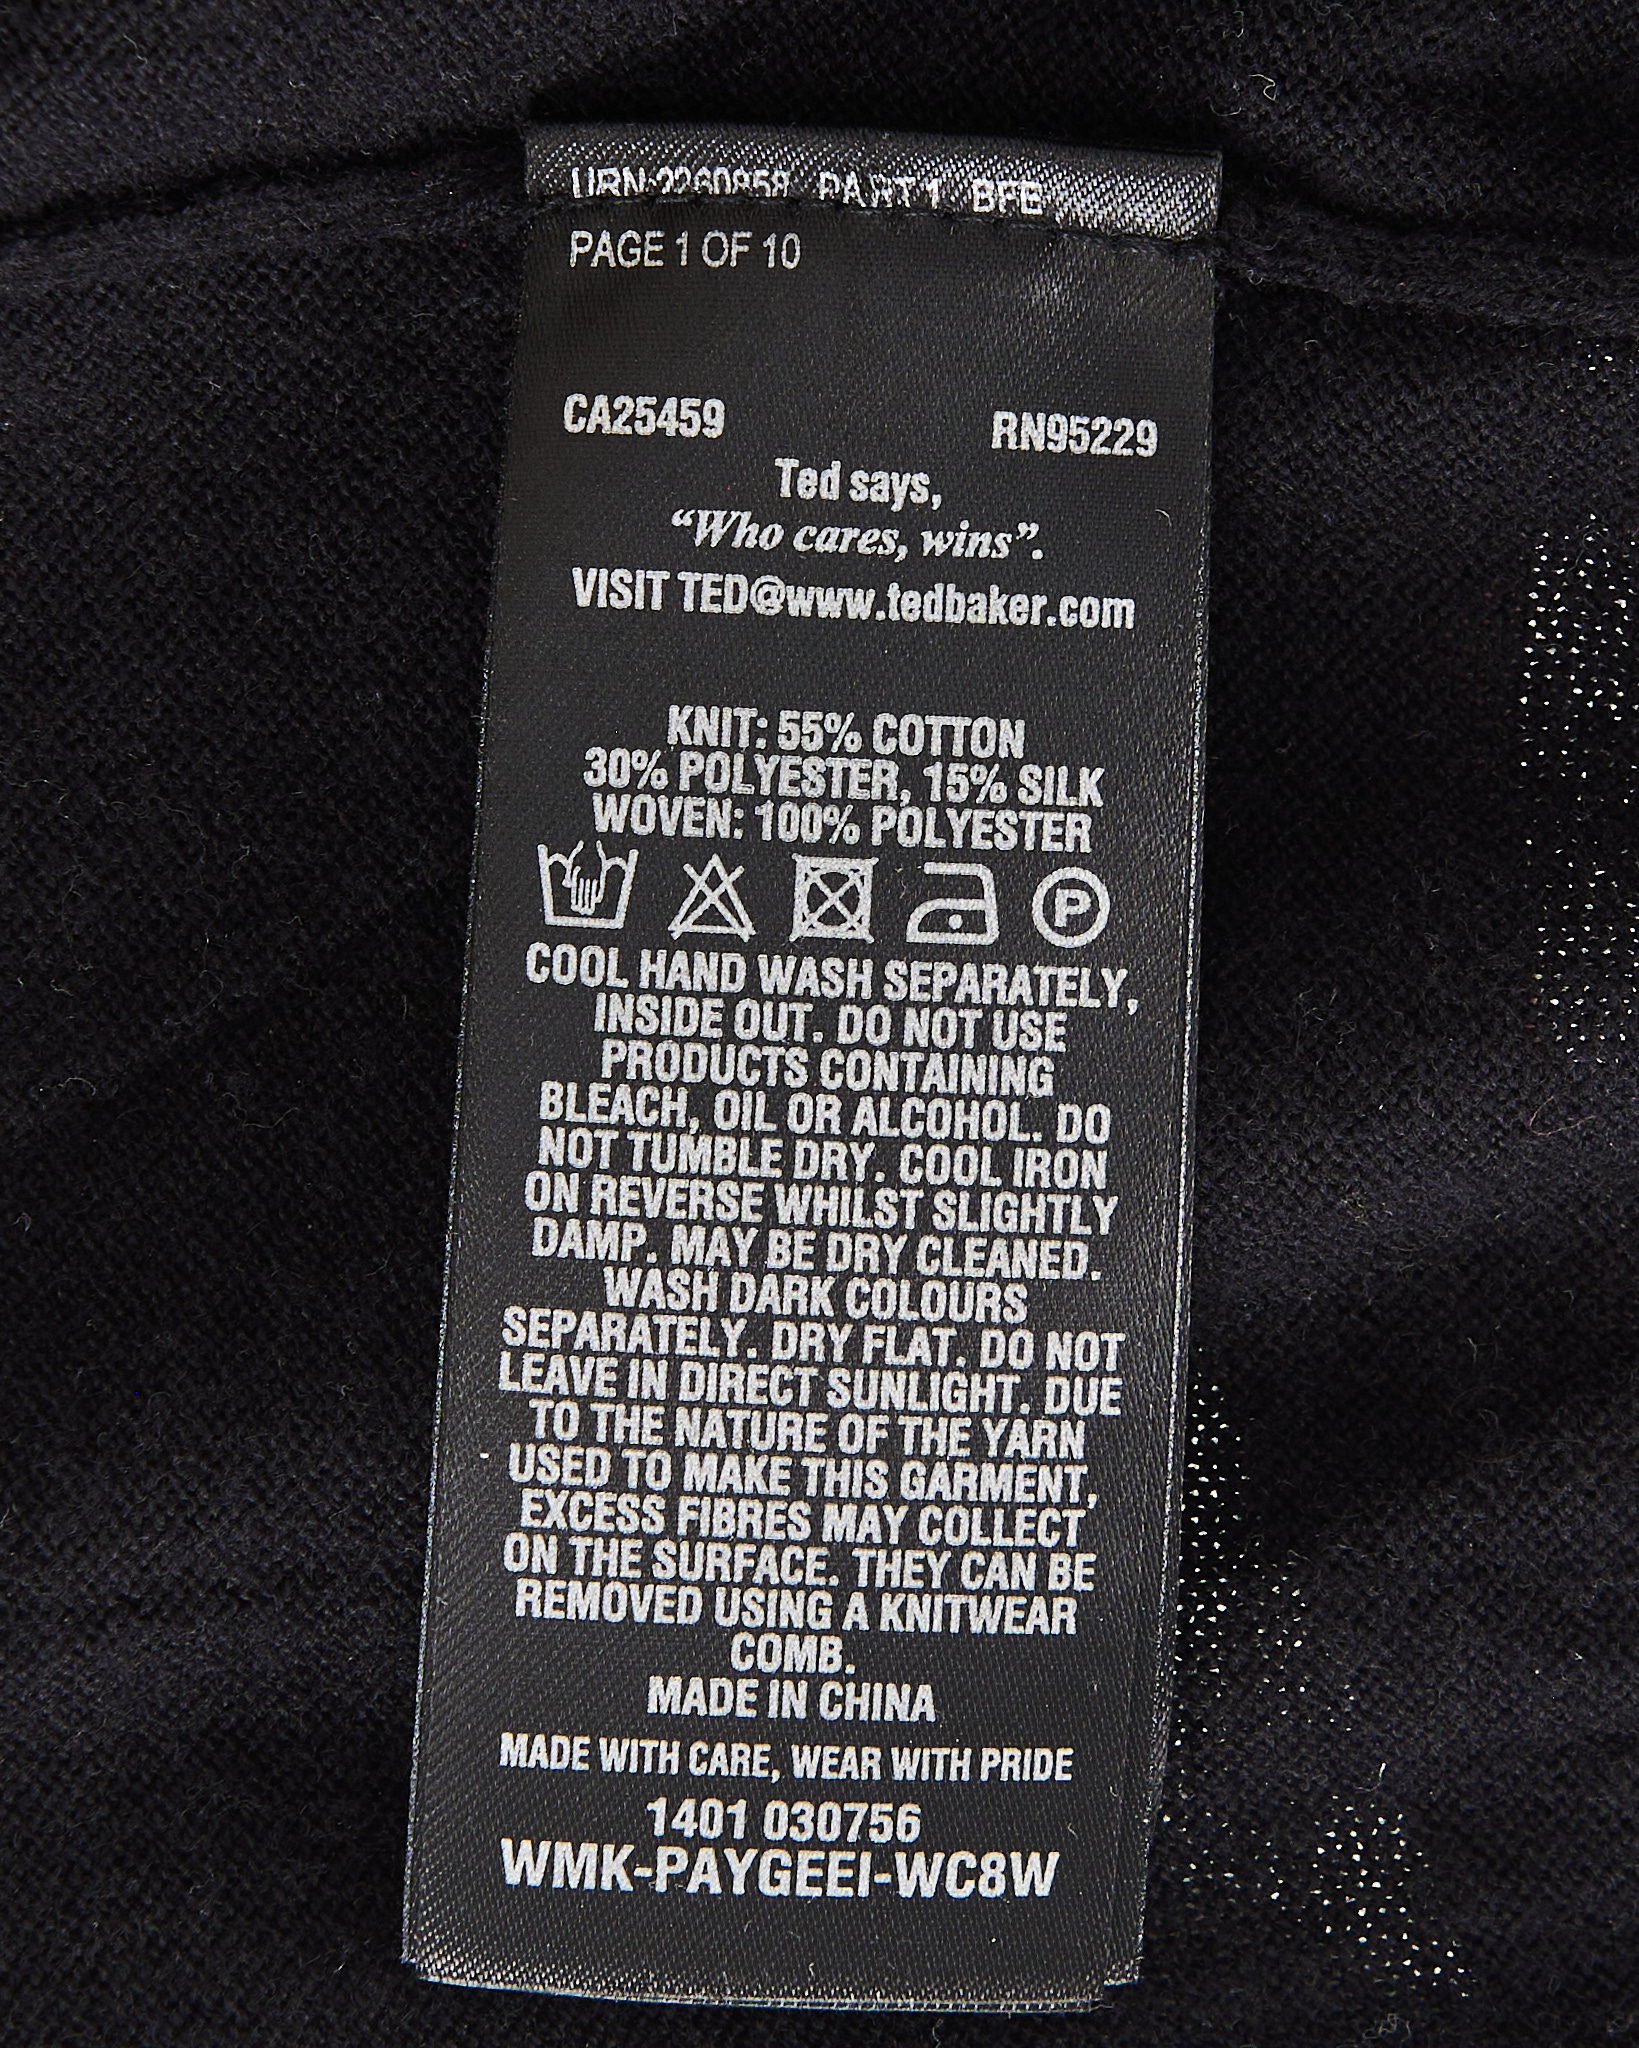 URN:2260858 PART 1 BFE
PAGE 1 OF 10
CA25459 RN95229
Ted says,
“Who cares, wins”.
VISIT TED@www.tedbaker.com
KNIT: 55% COTTON
30% POLYESTER, 15% SILK
WOVEN: 100% POLYESTER
P
COOL HAND WASH SEPARATELY,
INSIDE OUT. DO NOT USE
PRODUCTS CONTAINING
BLEACH, OIL OR ALCOHOL. DO
NOT TUMBLE DRY. COOL IRON
ON REVERSE WHILST SLIGHTLY
DAMP. MAY BE DRY CLEANED.
WASH DARK COLOURS
SEPARATELY. DRY FLAT. DO NOT
LEAVE IN DIRECT SUNLIGHT. DUE
TO THE NATURE OF THE YARN
USED TO MAKE THIS GARMENT,
EXCESS FIBRES MAY COLLECT
ON THE SURFACE. THEY CAN BE
REMOVED USING A KNITWEAR
COMB.
MADE IN CHINA
MADE WITH CARE, WEAR WITH PRIDE
1401 030756
WMK-PAYGEEI-WC8W